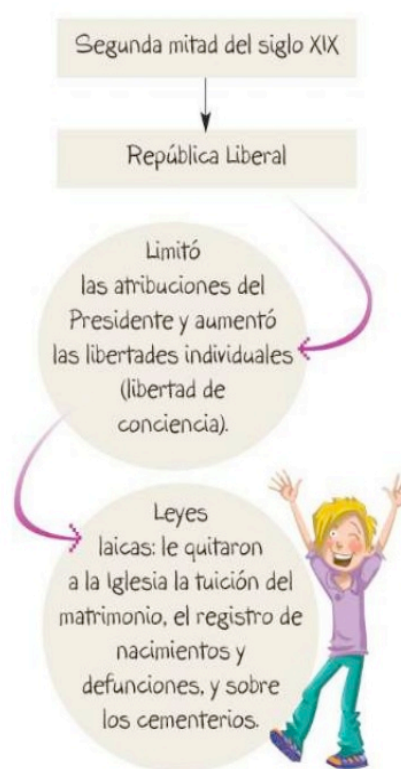 Segunda mitad del siglo XIX
República Liberal
Limitó
las atribuciones del
Presidente y aumentó
las libertades individuales
(libertad de
conciencia).
Leyes
laicas: le quitaron
a la Iglesia la tuición del
matrimonio, el registro de
nacimientos y
defunciones, y sobre
los cementerios.